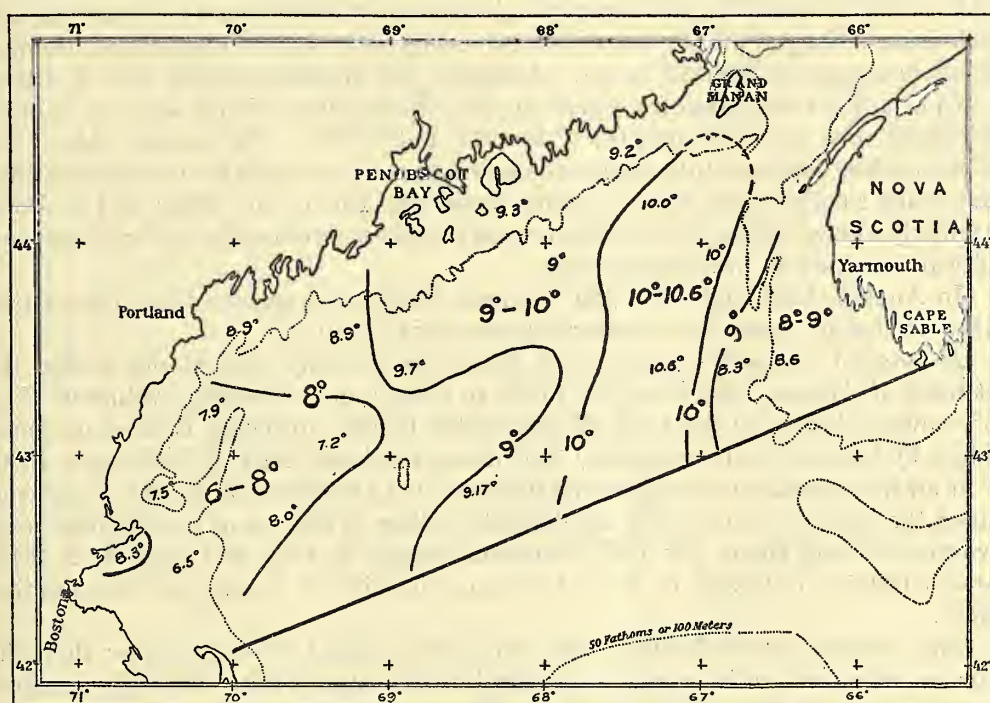 71° 70° 69° 68° 67° 66°
GRAND
MANAN
9.2°
PENOBSCOT
BAY
9.3°
10.0°
NOVA
SCOTIA
44° 44°
9° 10°
Yarmouth
9-10° 10°-10.6° 8-9°
Portland
CAPE
SABLE
8.9° 8.9° 9°
9.7° 10.6° 8.3° 8.6
8°
7.9° 10°
7.2° 9° 10°
43° 43°
7.5° 6-8° 9.17°
8.0°
8.3° 6.5°
Boston
50 Fathoms or 100 Meters
42° 42°
71° 70° 69° 68° 67° 66°